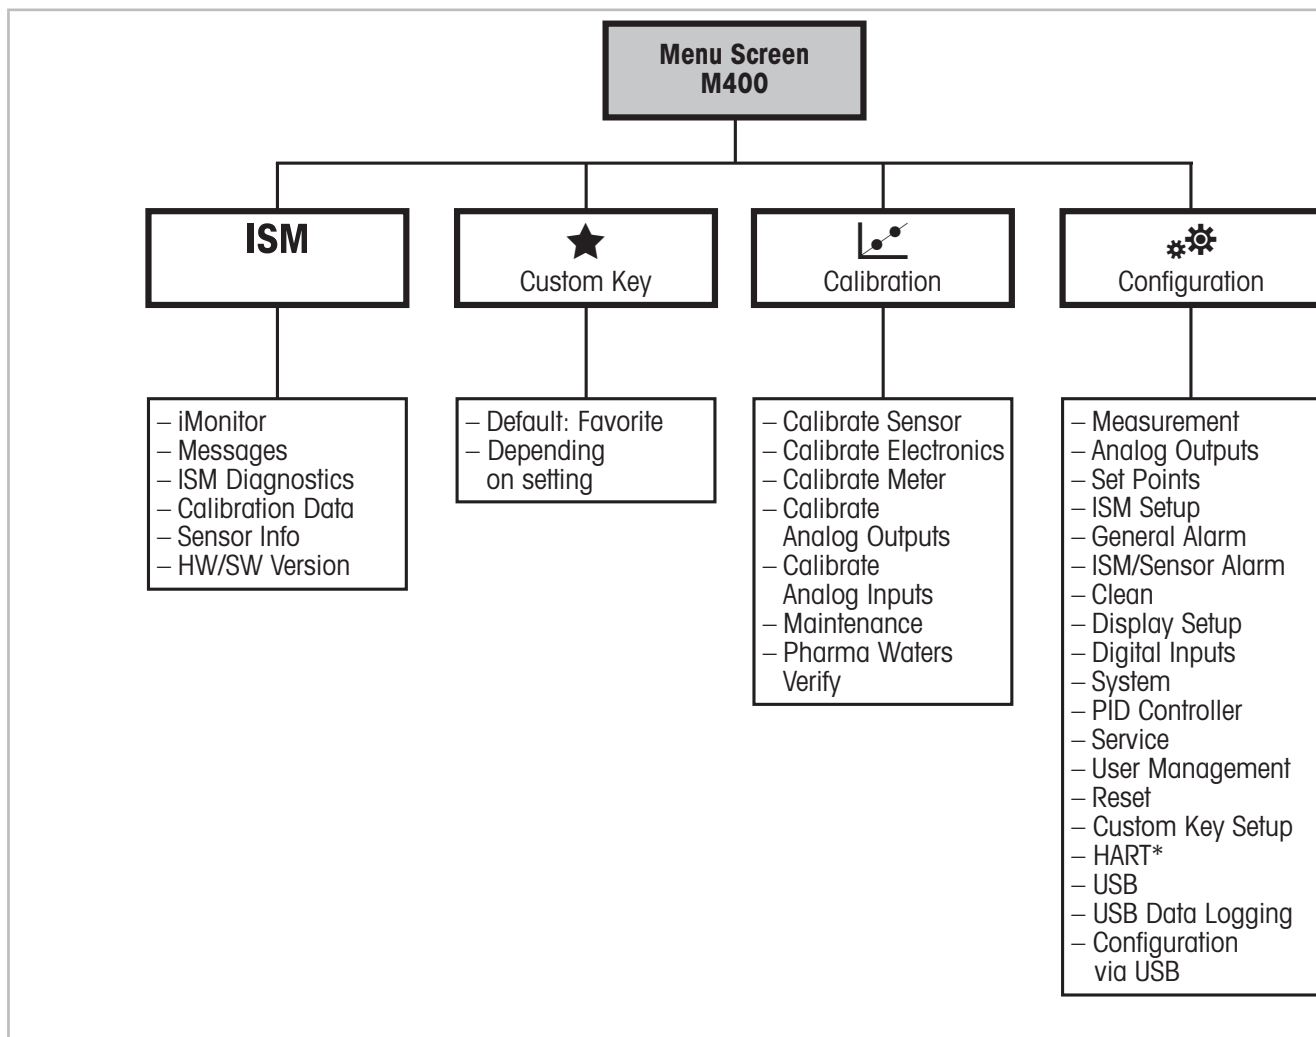 Menu Screen
M400
ISM
Custom Key
Calibration
Configuration
– iMonitor
– Messages
– ISM Diagnostics
– Calibration Data
– Sensor Info
– HW/SW Version
– Default: Favorite
– Depending
on setting
– Calibrate Sensor
– Calibrate Electronics
– Calibrate Meter
– Calibrate
Analog Outputs
– Calibrate
Analog Inputs
– Maintenance
– Pharma Waters
Verify
– Measurement
– Analog Outputs
– Set Points
– ISM Setup
– General Alarm
– ISM/Sensor Alarm
– Clean
– Display Setup
– Digital Inputs
– System
– PID Controller
– Service
– User Management
– Reset
– Custom Key Setup
– HART*
– USB
– USB Data Logging
– Configuration
via USB